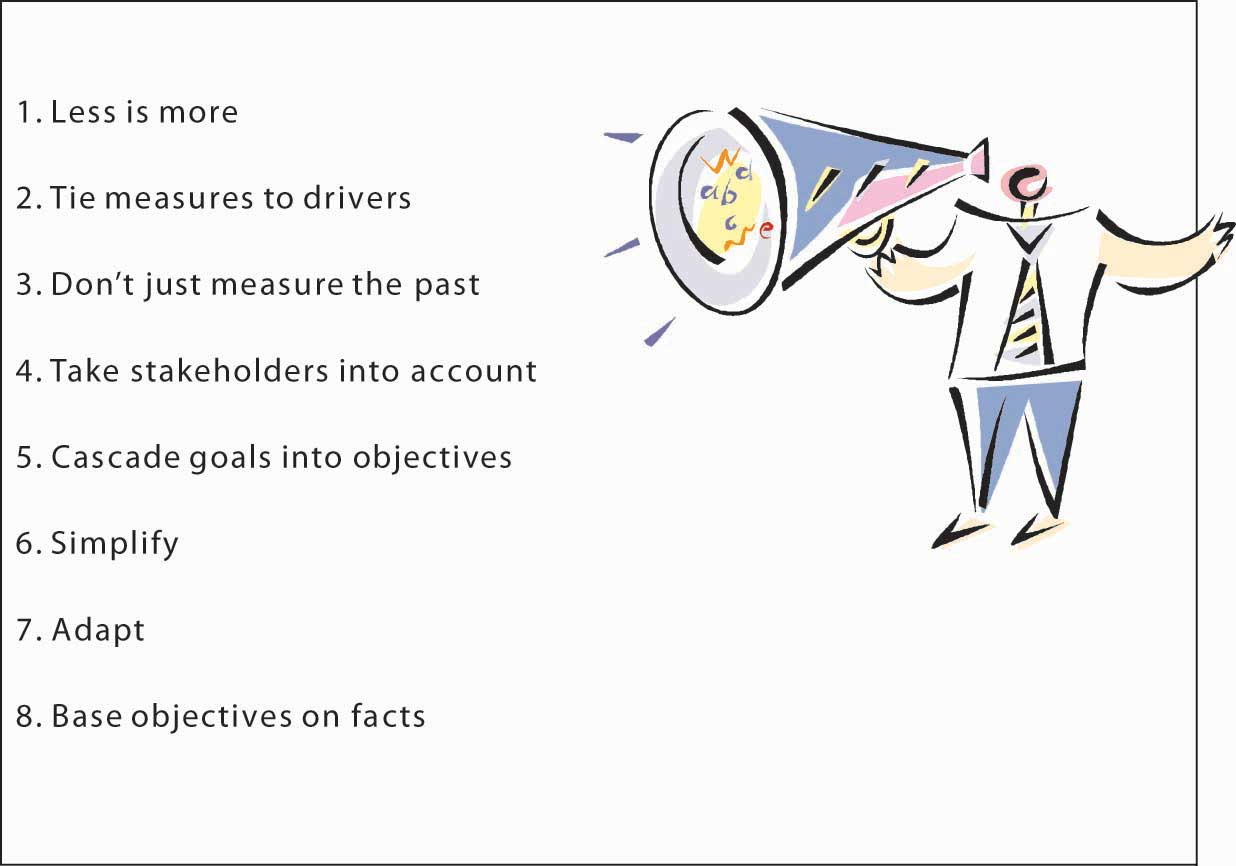 1. Less is more
2. Tie measures to drivers
3. Don’t just measure the past
4. Take stakeholders into account
5. Cascade goals into objectives
6. Simplify
7. Adapt
8. Base objectives on facts
a b d
c e